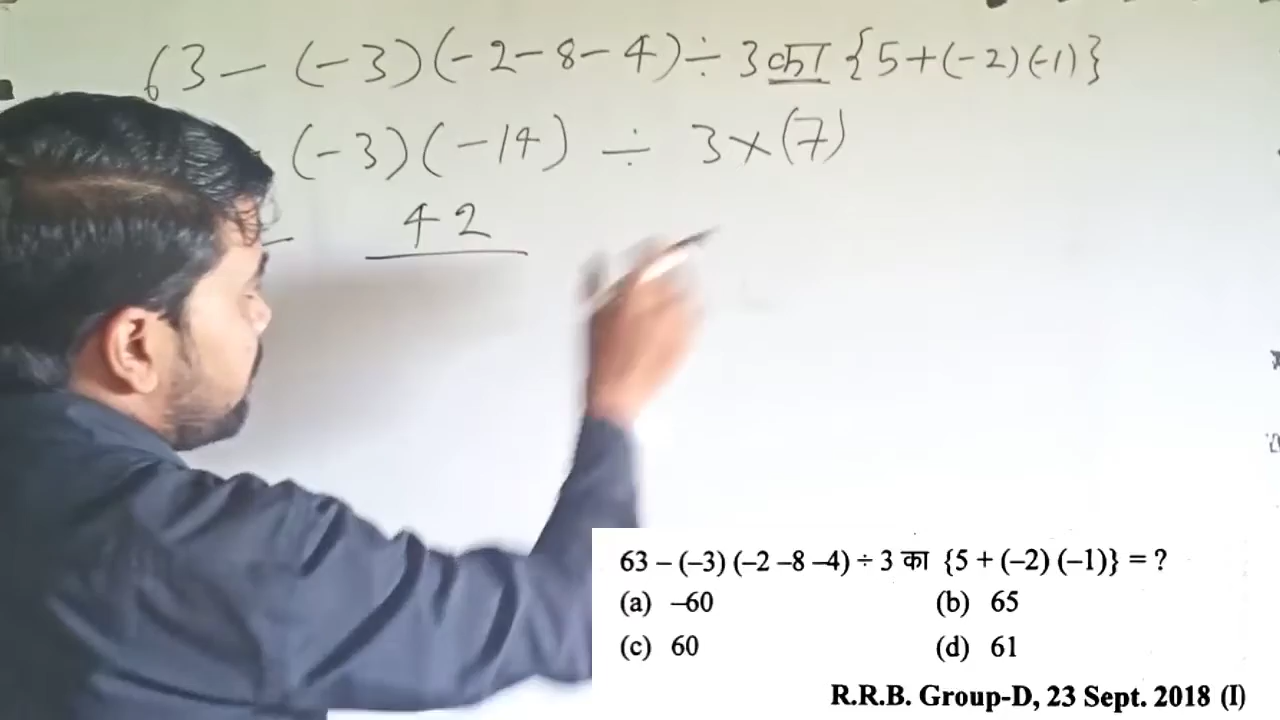 63 – (–3)(–2–8–4) ÷ 3 का {5+(–2)(–1)}
(–3)(–14) ÷ 3×(7)
42
63 – (–3) (–2 –8 –4) ÷ 3 का {5 + (–2) (–1)} = ?
(a) –60 (b) 65
(c) 60 (d) 61
R.R.B. Group-D, 23 Sept. 2018 (I)